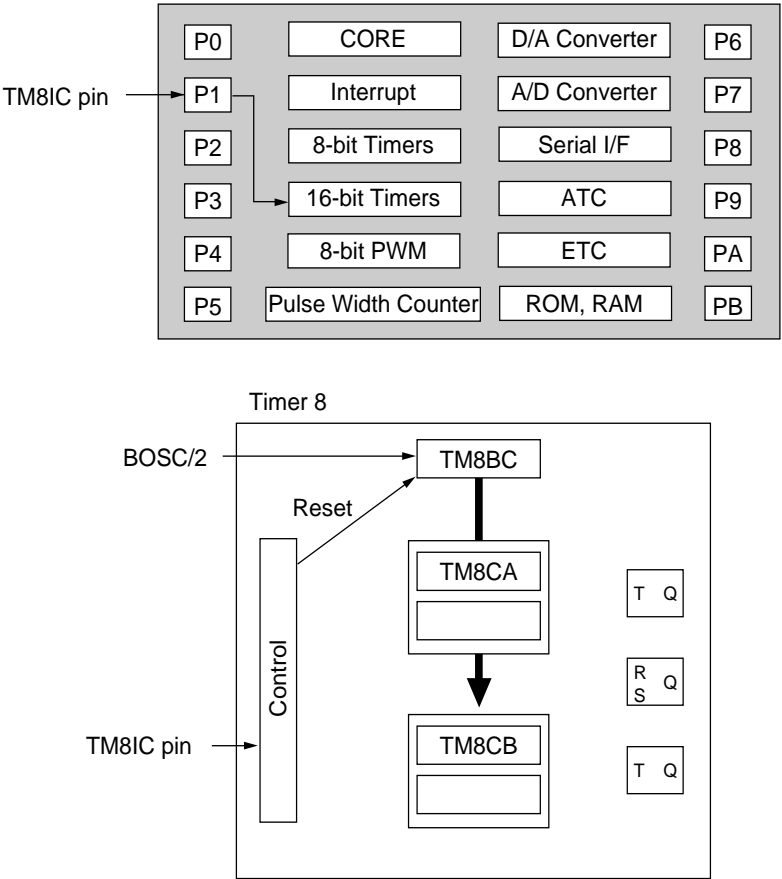 P0 CORE D/A Converter P6
TM8IC pin P1 Interrupt A/D Converter P7
P2 8-bit Timers Serial I/F P8
P3 16-bit Timers ATC P9
P4 8-bit PWM ETC PA
P5 Pulse Width Counter ROM, RAM PB
Timer 8
BOSC/2 TM8BC
Reset
TM8CA
T Q
Control
R
S Q
TM8IC pin TM8CB
T Q